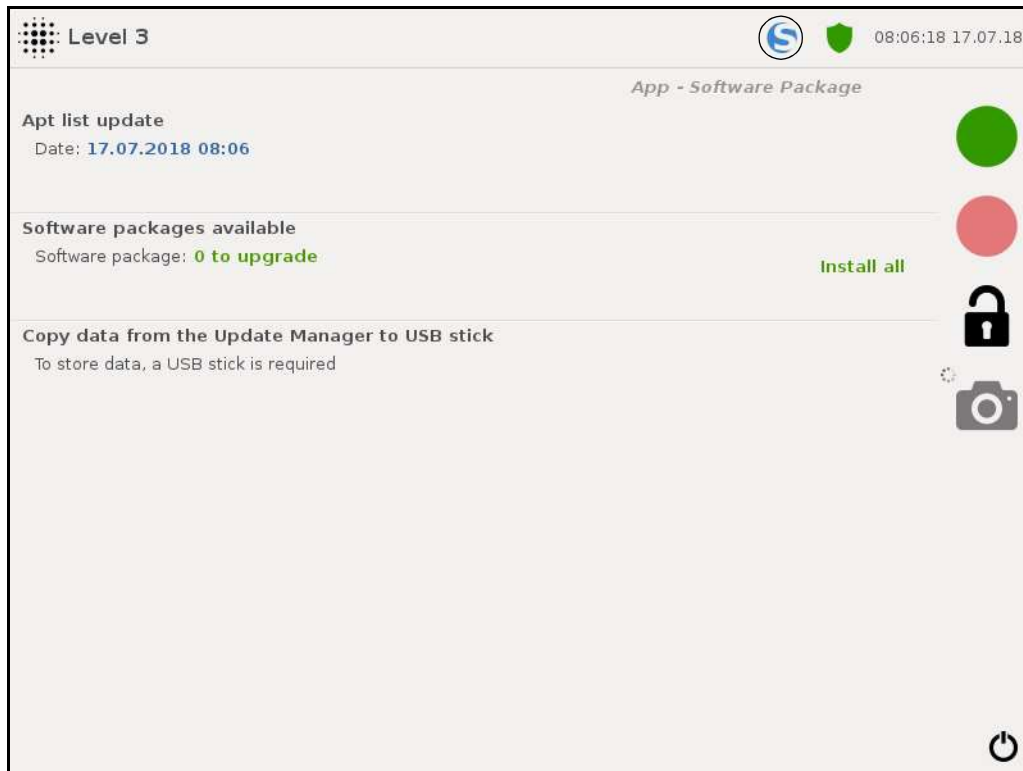 Level 3
08:06:18 17.07.18
App - Software Package
Apt list update
Date: 17.07.2018 08:06
Software packages available
Software package: 0 to upgrade
Install all
Copy data from the Update Manager to USB stick
To store data, a USB stick is required